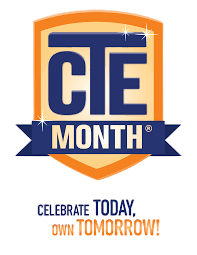 CTE
MONTH®
CELEBRATE TODAY,
OWN TOMORROW!